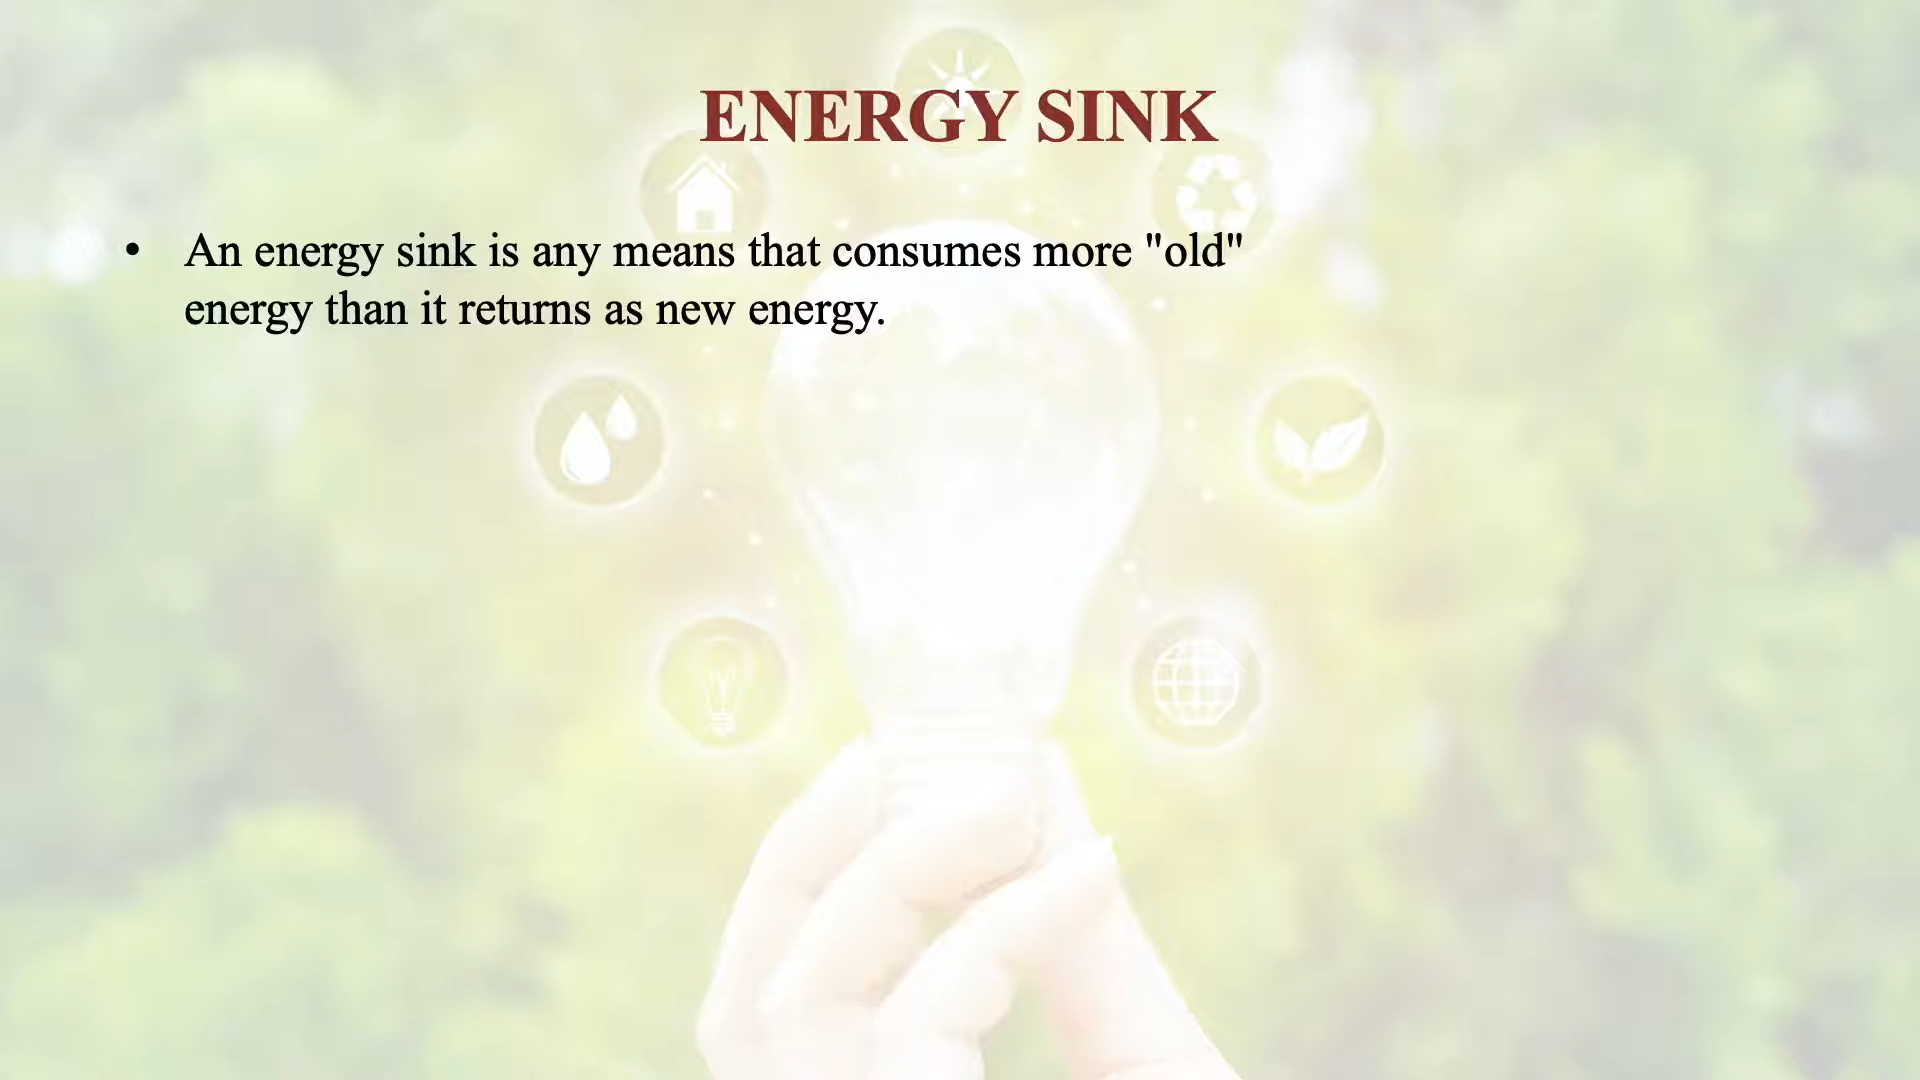 ENERGY SINK
• An energy sink is any means that consumes more "old"
energy than it returns as new energy.